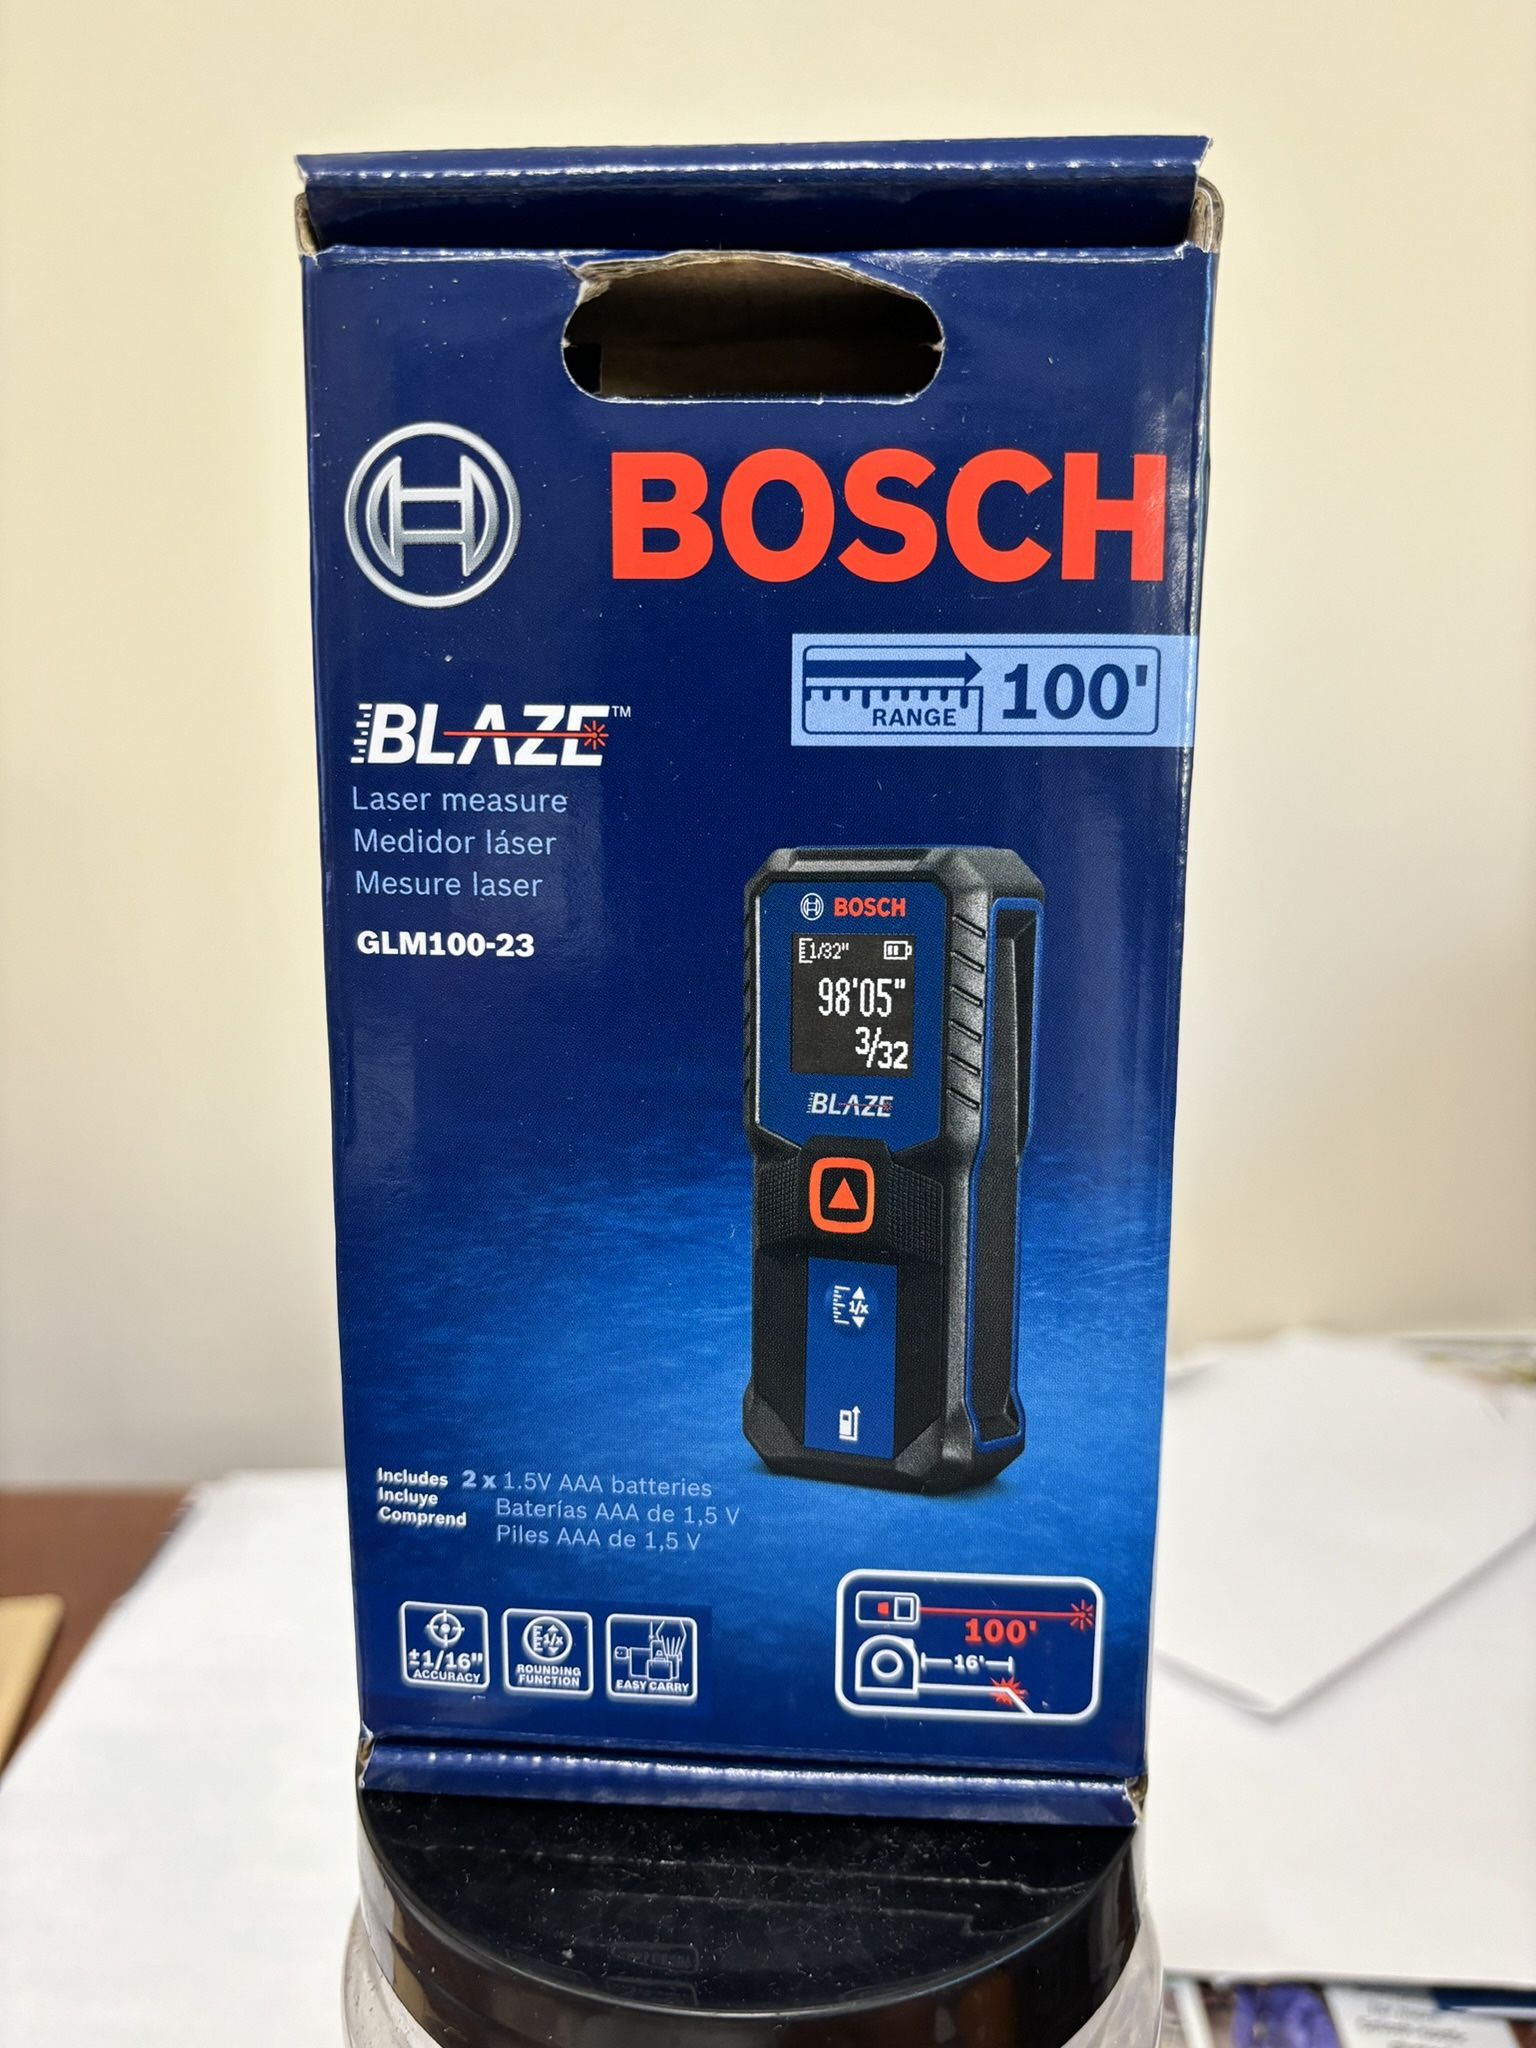 BOSCH
RANGE 100'
BLAZE™
Laser measure
Medidor láser
Mesure laser
GLM100-23
BOSCH
1/32"
98'05"
3/32
BLAZE
1/x
Includes 2 x 1.5V AAA batteries
Incluye Baterías AAA de 1,5 V
Comprend Piles AAA de 1,5 V
±1/16"
ACCURACY
1/x
ROUNDING
FUNCTION
EASY CARRY
100'
16'